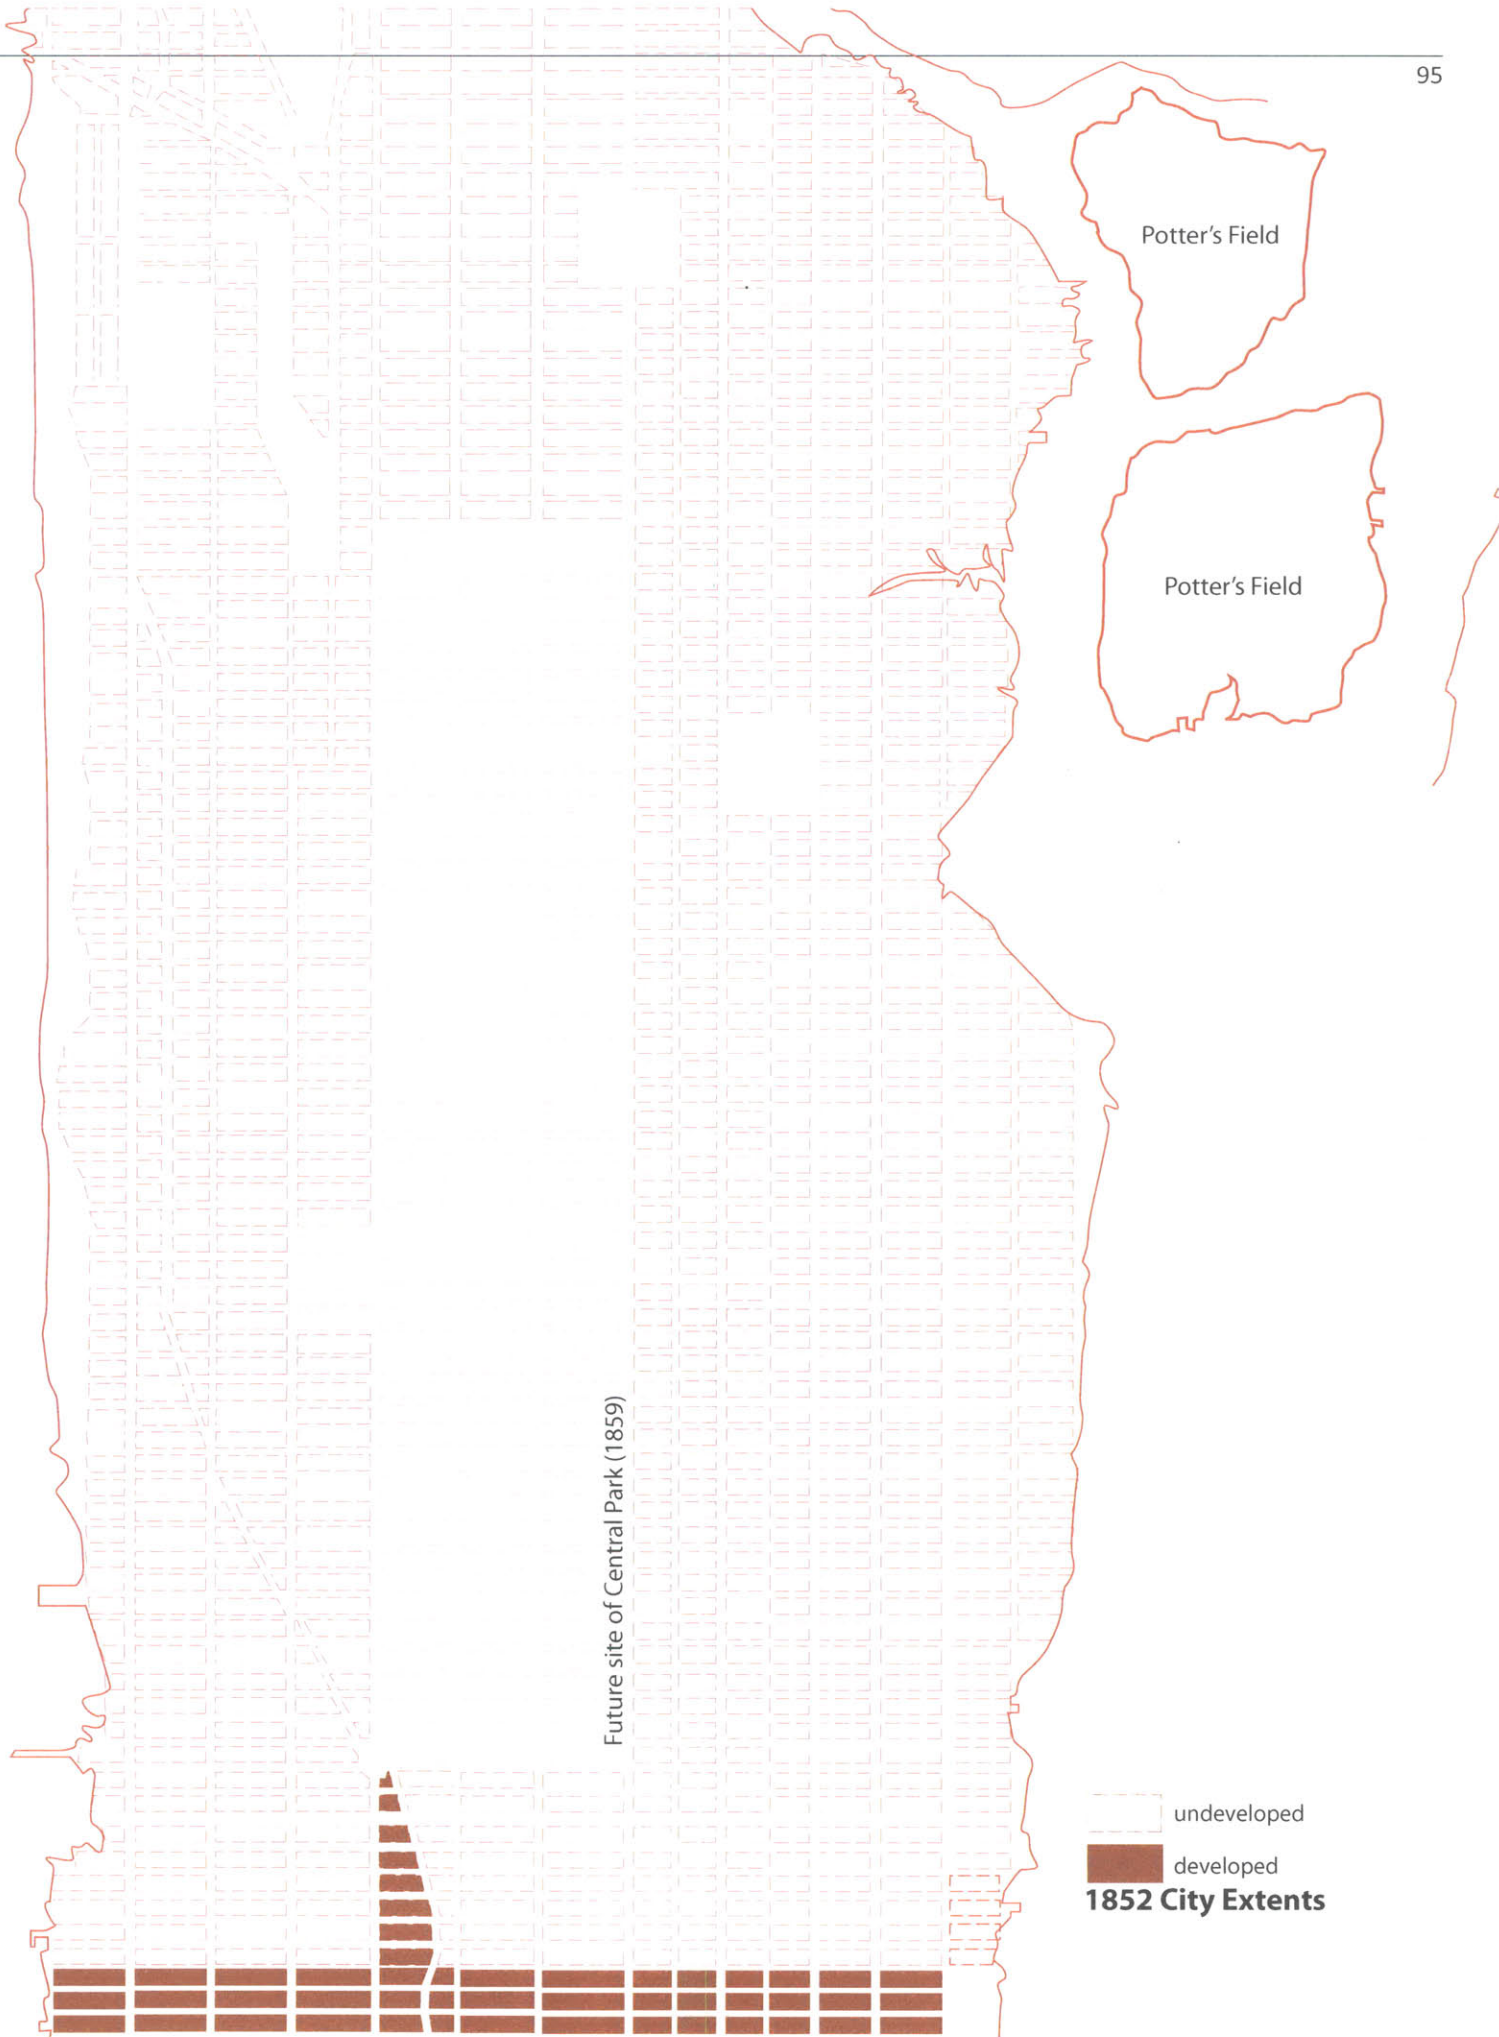 95
Potter's Field
Potter's Field
Future site of Central Park (1859)
undeveloped
developed
1852 City Extents